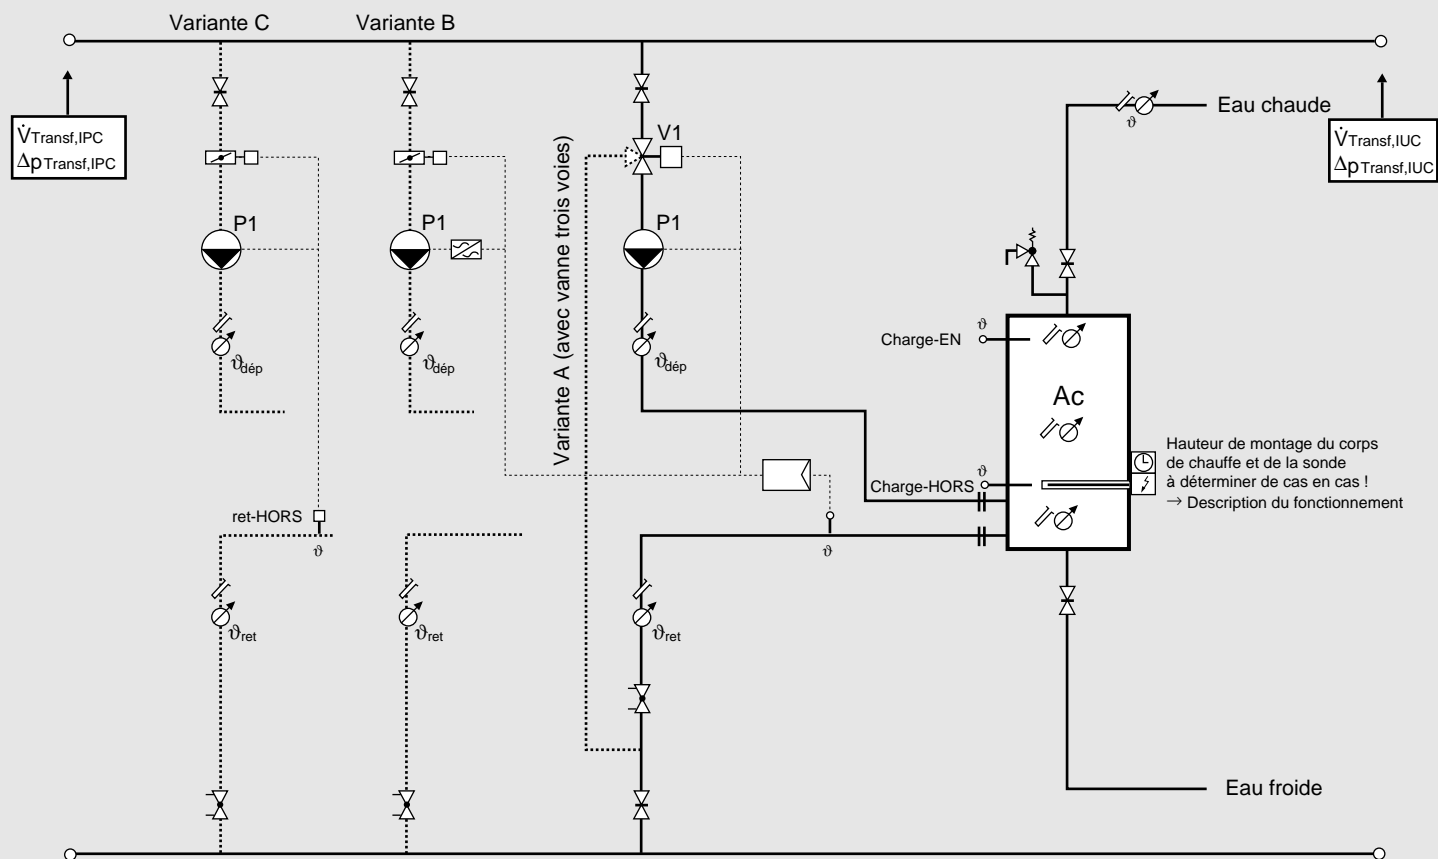 Variante C
Variante B
V̇Transf,IPC
ΔpTransf,IPC
V1
Eau chaude
ϑ
V̇Transf,IUC
ΔpTransf,IUC
P1
P1
P1
Variante A (avec vanne trois voies)
Charge-EN
ϑ
ϑdép
ϑdép
ϑdép
Ac
Hauteur de montage du corps
de chauffe et de la sonde
à déterminer de cas en cas !
→ Description du fonctionnement
Charge-HORS
ϑ
ret-HORS
ϑ
ϑ
ϑret
ϑret
ϑret
Eau froide